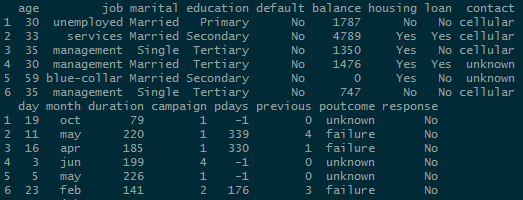 age job marital education default balance housing loan contact
1 30 unemployed Married Primary No 1787 No No cellular
2 33 services Married Secondary No 4789 Yes Yes cellular
3 35 management Single Tertiary No 1350 Yes No cellular
4 30 management Married Tertiary No 1476 Yes Yes unknown
5 59 blue-collar Married Secondary No 0 Yes No unknown
6 35 management Single Tertiary No 747 No No cellular
day month duration campaign pdays previous poutcome response
1 19 oct 79 1 -1 0 unknown No
2 11 may 220 1 339 4 failure No
3 16 apr 185 1 330 1 failure No
4 3 jun 199 4 -1 0 unknown No
5 5 may 226 1 -1 0 unknown No
6 23 feb 141 2 176 3 failure No